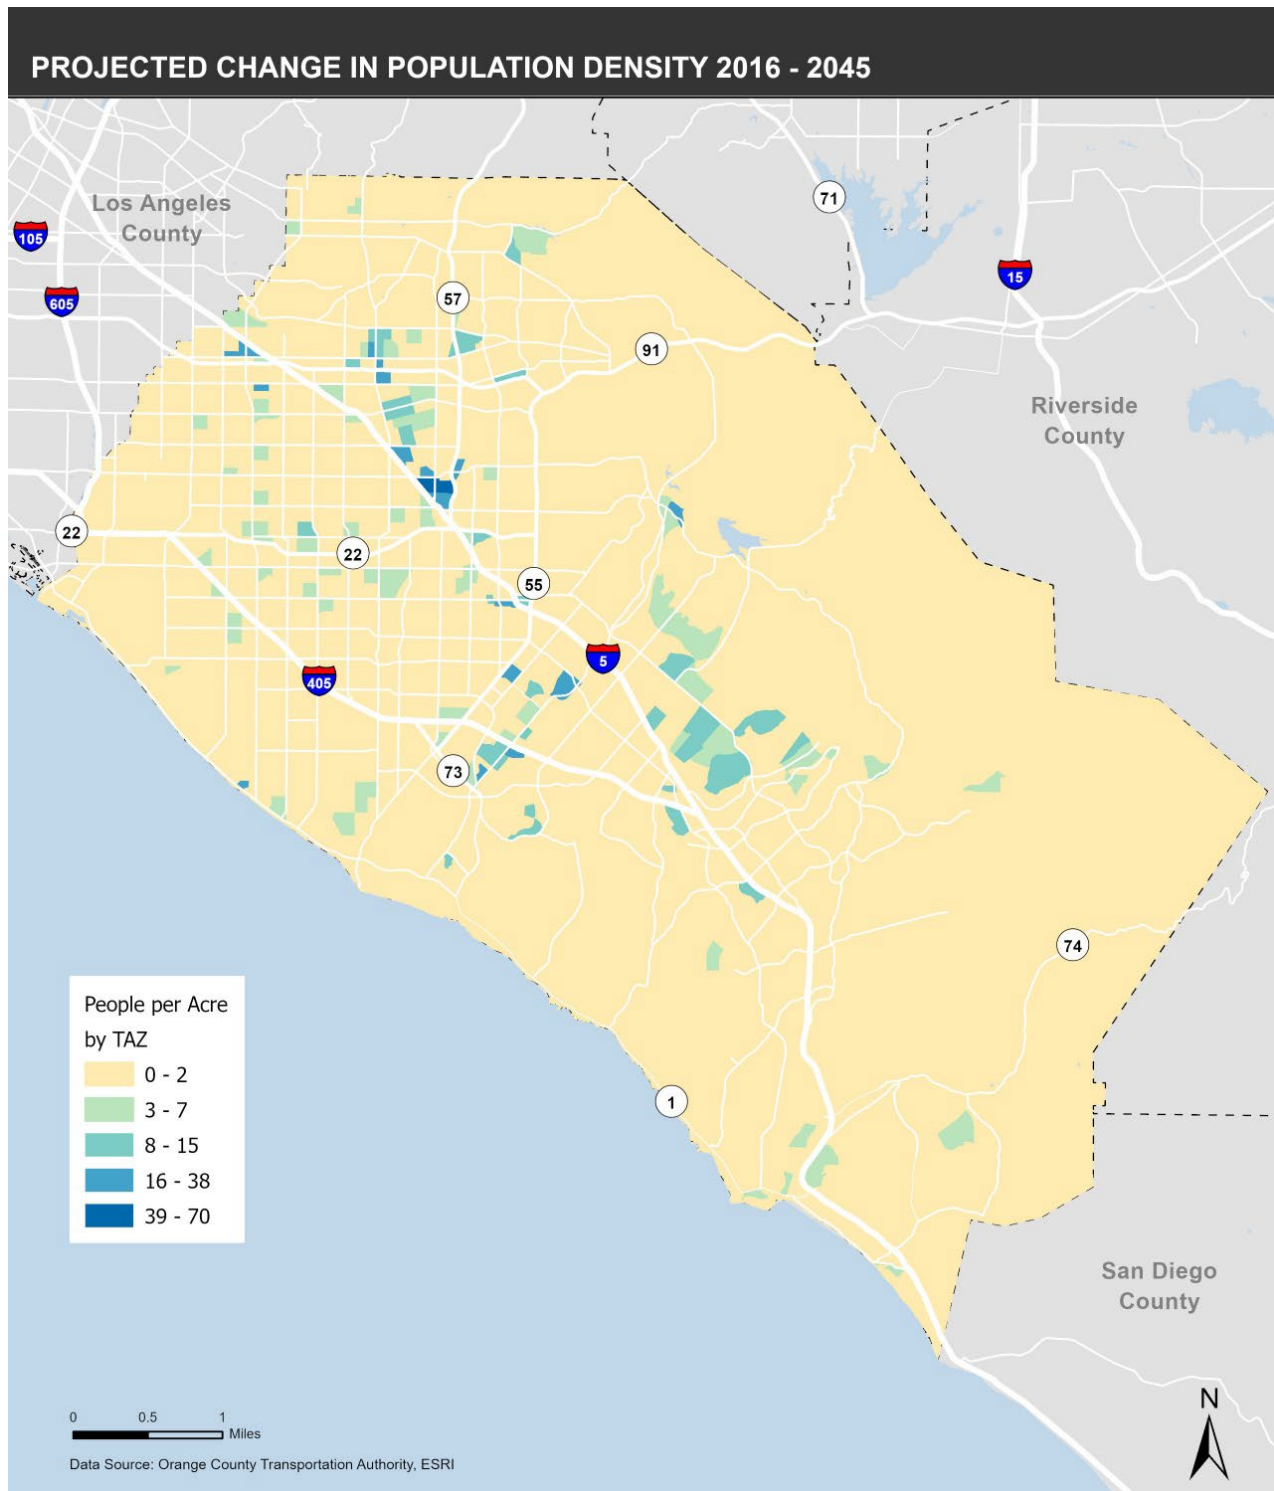 PROJECTED CHANGE IN POPULATION DENSITY 2016 - 2045
Los Angeles
County
71
105
15
605
57
91
Riverside
County
22
22
55
5
405
73
74
1
People per Acre
by TAZ
0 - 2
3 - 7
8 - 15
16 - 38
39 - 70
San Diego
County
N
0 0.5 1
Miles
Data Source: Orange County Transportation Authority, ESRI